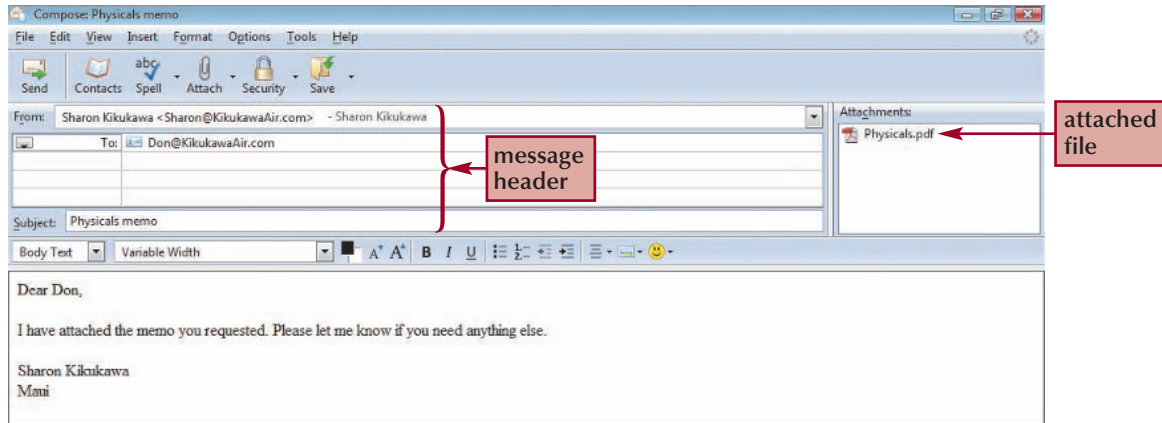 Compose: Physicals memo
File Edit View Insert Format Options Tools Help
abc
Send Contacts Spell Attach Security Save
From: Sharon Kikukawa <Sharon@KikukawaAir.com> - Sharon Kikukawa
Attachments:
To: Don@KikukawaAir.com
Physicals.pdf
attached
file
message
header
Subject: Physicals memo
Body Text Variable Width A A B I U
Dear Don,
I have attached the memo you requested. Please let me know if you need anything else.
Sharon Kikukawa
Maui